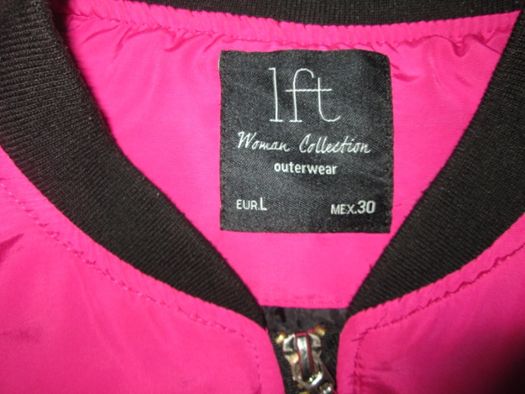 lft
Woman Collection
outerwear
EUR.L MEX.30